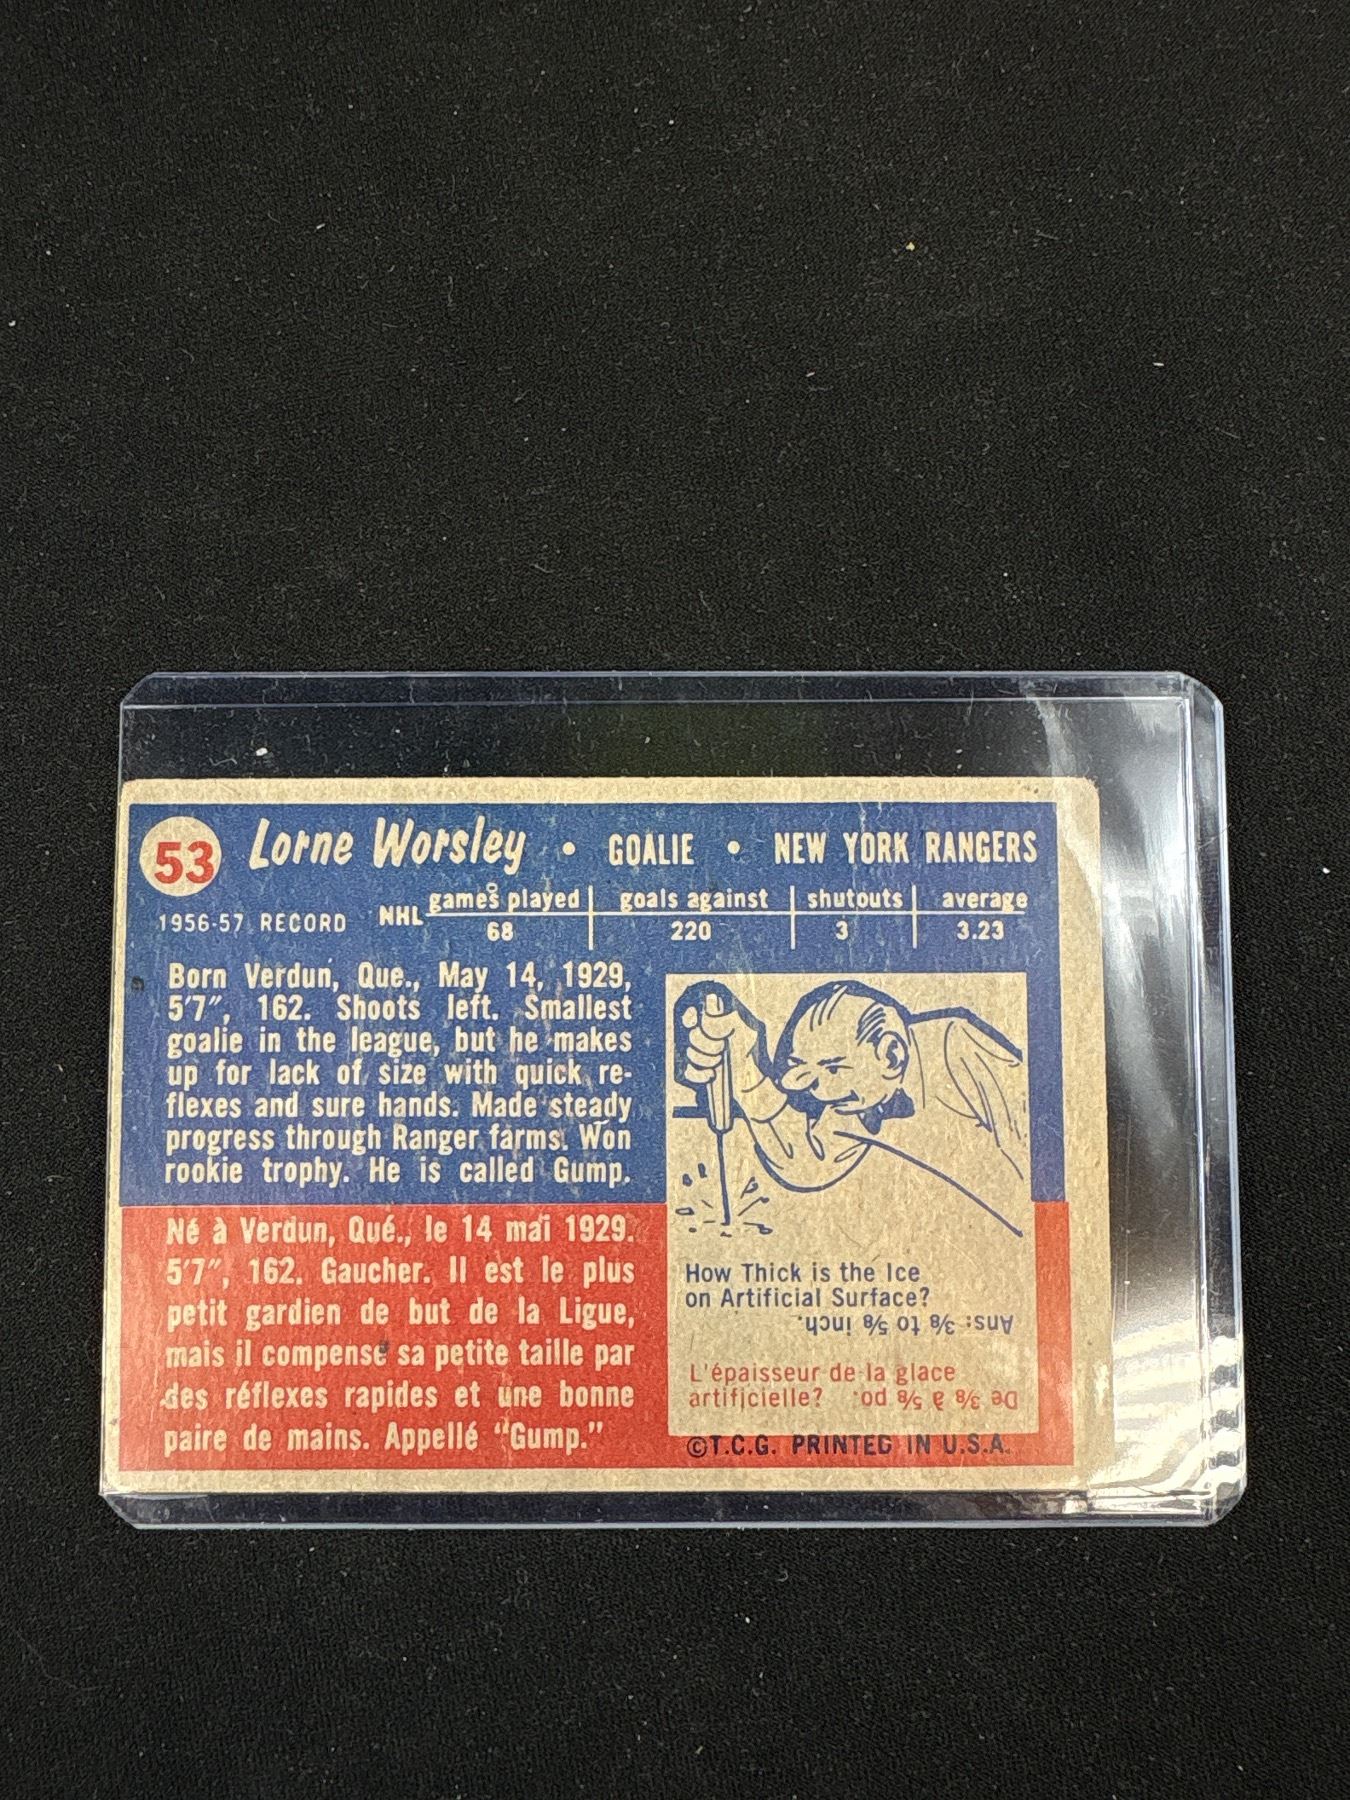 53 Lorne Worsley • GOALIE • NEW YORK RANGERS
games played goals against shutouts average
1956-57 RECORD NHL 68 220 3 3.23
Born Verdun, Que., May 14, 1929,
5'7", 162. Shoots left. Smallest
goalie in the league, but he makes
up for lack of size with quick re-
flexes and sure hands. Made steady
progress through Ranger farms. Won
rookie trophy. He is called Gump.
Né à Verdun, Qué., le 14 mai 1929.
5'7", 162. Gaucher. Il est le plus
petit gardien de but de la Ligue,
mais il compense sa petite taille par
des réflexes rapides et une bonne
paire de mains. Appellé "Gump."
How Thick is the Ice
on Artificial Surface?
Ans: ⅜ to ⅝ inch.
L'épaisseur de la glace
artificielle? De ⅜ à ⅝ po.
©T.C.G. PRINTED IN U.S.A.